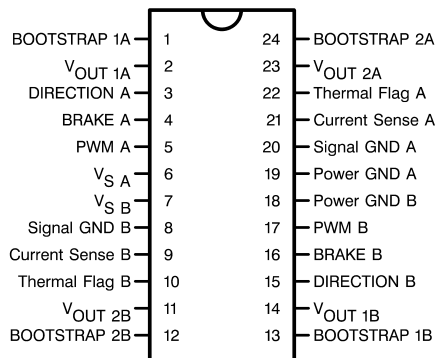 BOOTSTRAP 1A 1 24 BOOTSTRAP 2A
VOUT 1A 2 23 VOUT 2A
DIRECTION A 3 22 Thermal Flag A
BRAKE A 4 21 Current Sense A
PWM A 5 20 Signal GND A
VS A 6 19 Power GND A
VS B 7 18 Power GND B
Signal GND B 8 17 PWM B
Current Sense B 9 16 BRAKE B
Thermal Flag B 10 15 DIRECTION B
VOUT 2B 11 14 VOUT 1B
BOOTSTRAP 2B 12 13 BOOTSTRAP 1B